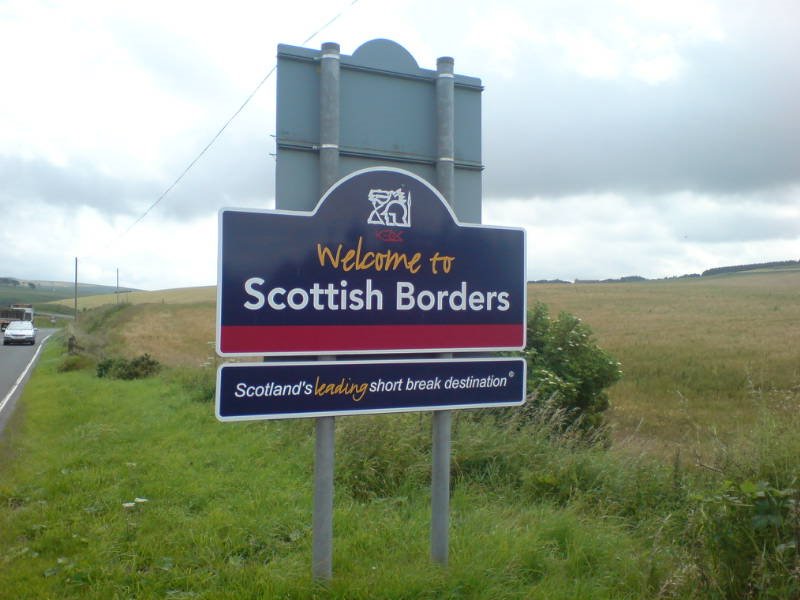 Welcome to
Scottish Borders
Scotland's leading short break destination